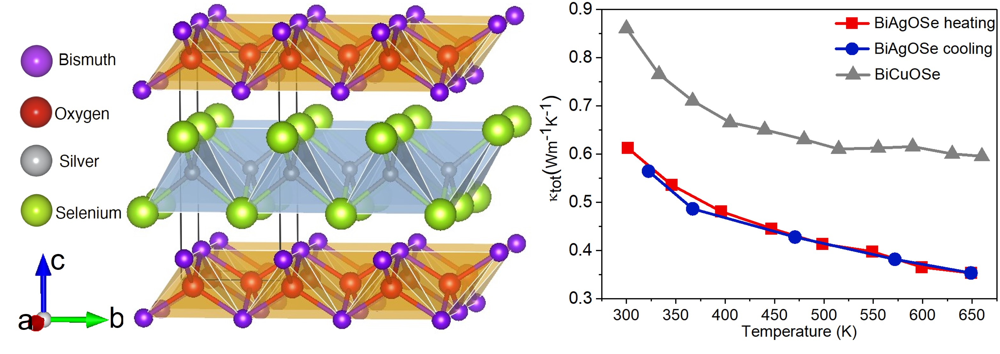 Bismuth
Oxygen
Silver
Selenium
c
a
b
0.9
0.8
0.7
0.6
0.5
0.4
0.3
κtot(Wm⁻¹K⁻¹)
BiAgOSe heating
BiAgOSe cooling
BiCuOSe
300 350 400 450 500 550 600 650
Temperature (K)